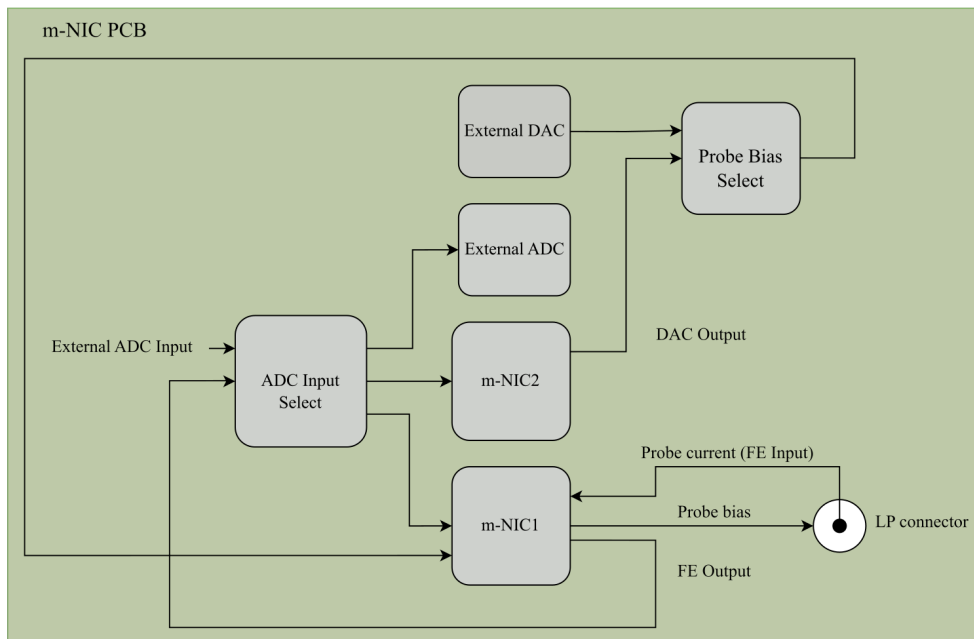 m-NIC PCB
External DAC
Probe Bias
Select
External ADC
DAC Output
External ADC Input
ADC Input
Select
m-NIC2
Probe current (FE Input)
m-NIC1
Probe bias
LP connector
FE Output